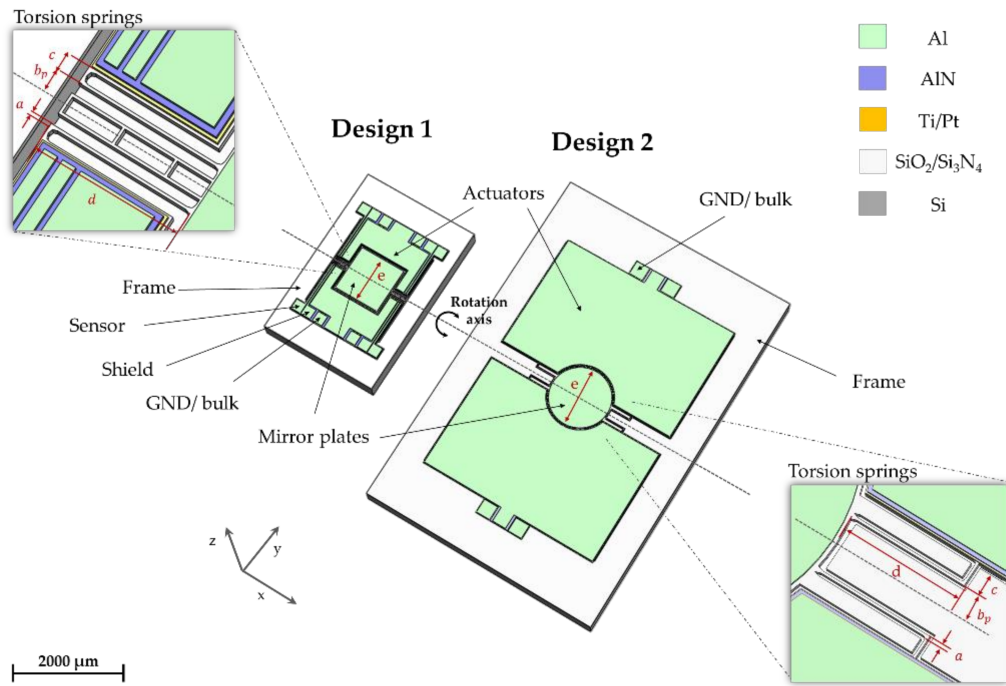 Torsion springs
c
b_p
a
d
Design 1
Design 2
Al
AlN
Ti/Pt
SiO₂/Si₃N₄
Si
Actuators
GND/ bulk
Frame
e
Rotation
axis
Sensor
Shield
GND/ bulk
e
Frame
Mirror plates
Torsion springs
d
c
b_p
a
z
y
x
2000 µm